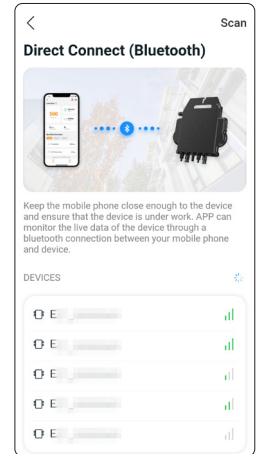 Scan
Direct Connect (Bluetooth)
Keep the mobile phone close enough to the device
and ensure that the device is under work. APP can
monitor the live data of the device through a
bluetooth connection between your mobile phone
and device.
DEVICES
E
E
E
E
E